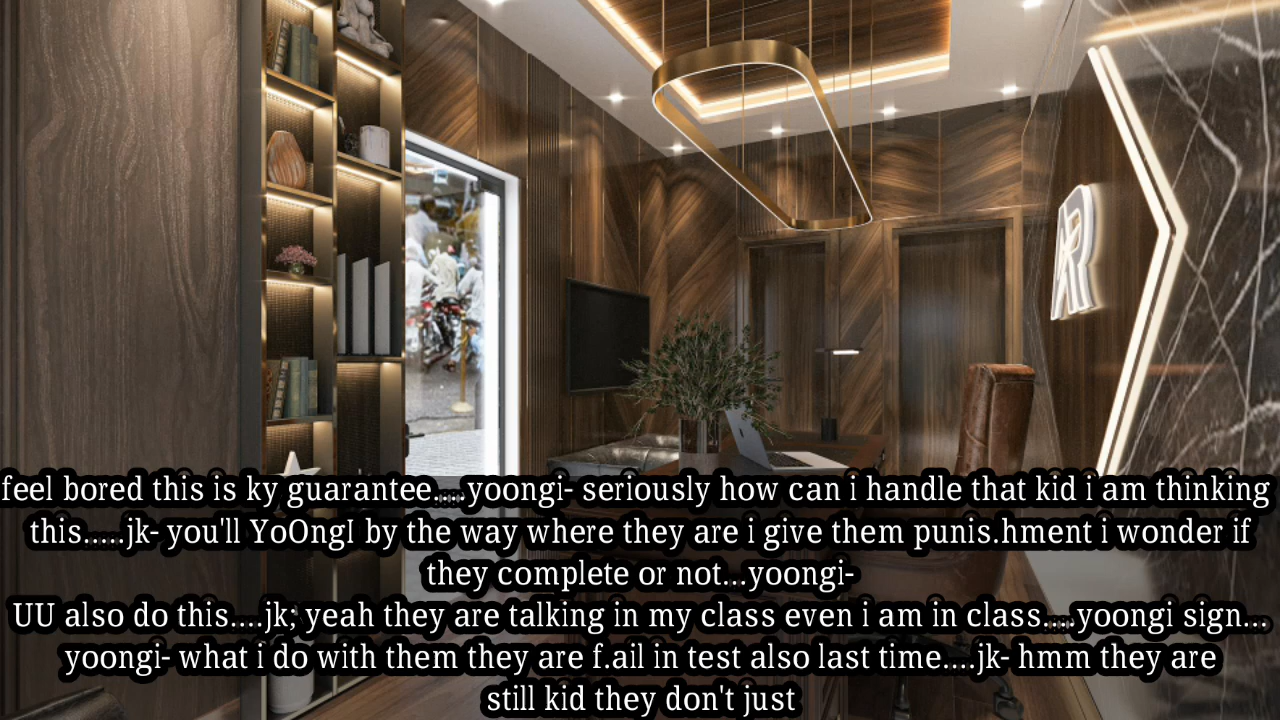 AR
feel bored this is ky guarantee.....yoongi- seriously how can i handle that kid i am thinking
this.....jk- you'll YoOngI by the way where they are i give them punis.hment i wonder if
they complete or not...yoongi-
UU also do this....jk; yeah they are talking in my class even i am in class.....yoongi sign...
yoongi- what i do with them they are f.ail in test also last time....jk- hmm they are
still kid they don't just